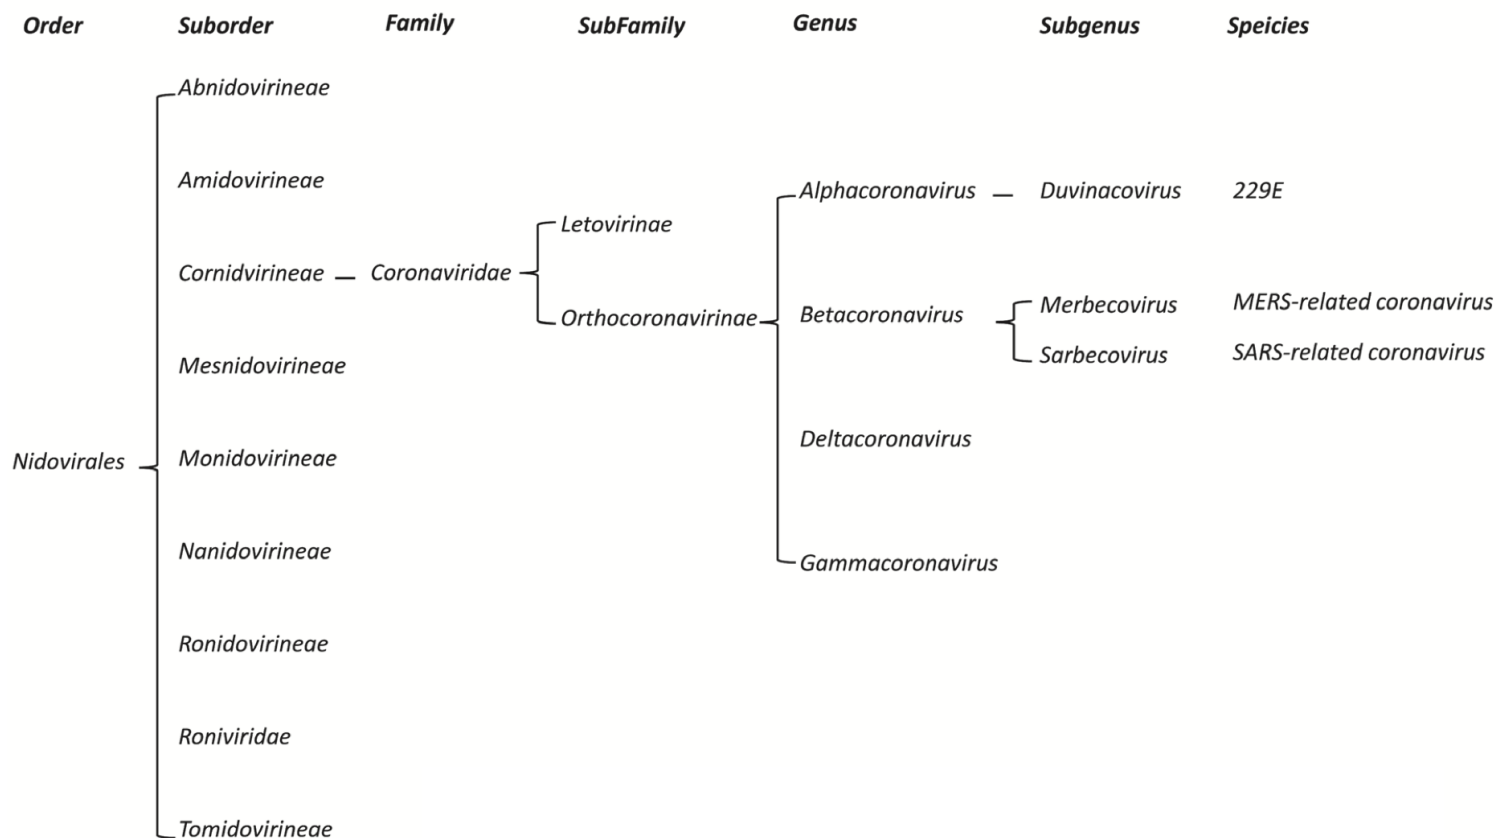 Order Suborder Family SubFamily Genus Subgenus Speicies
Abnidovirineae
Amidovirineae
Alphacoronavirus — Duvinacovirus 229E
Letovirinae
Cornidvirineae — Coronaviridae
Merbecovirus MERS-related coronavirus
Orthocoronavirinae Betacoronavirus
Sarbecovirus SARS-related coronavirus
Mesnidovirineae
Deltacoronavirus
Nidovirales Monidovirineae
Nanidovirineae
Gammacoronavirus
Ronidovirineae
Roniviridae
Tomidovirineae